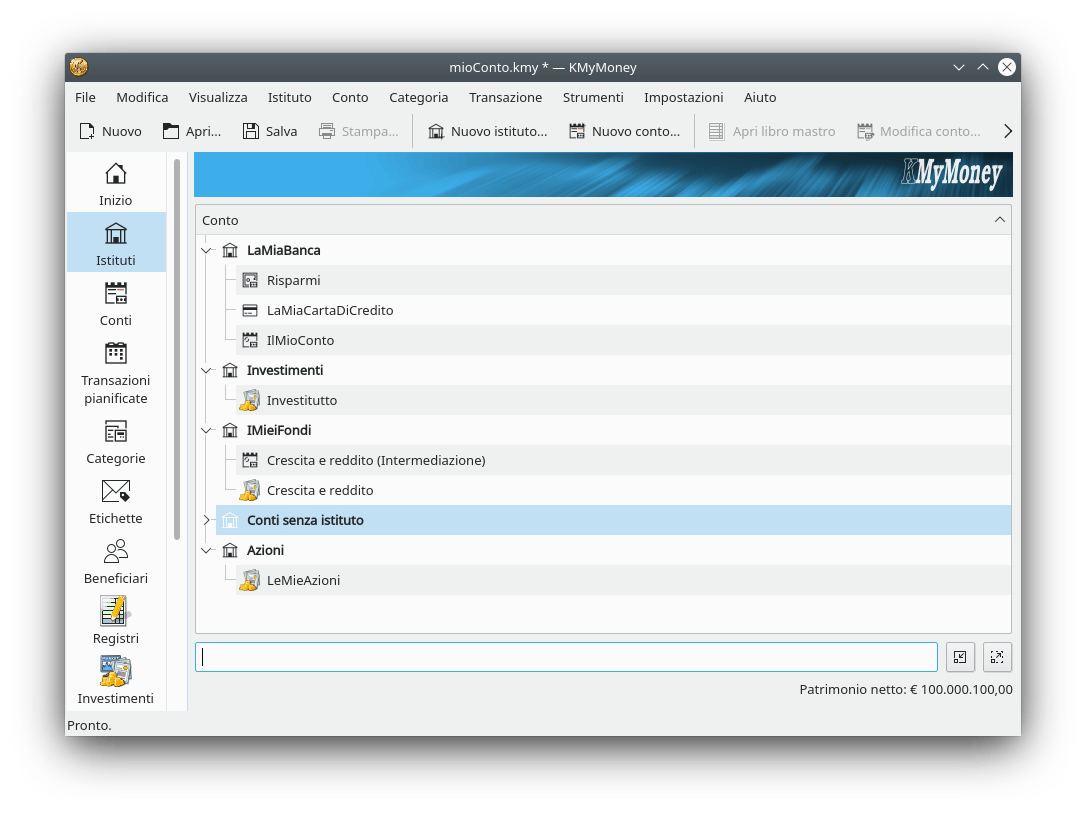 mioConto.kmy * — KMyMoney
File Modifica Visualizza Istituto Conto Categoria Transazione Strumenti Impostazioni Aiuto
Nuovo Apri... Salva Stampa... Nuovo istituto... Nuovo conto... Apri libro mastro Modifica conto...
KMyMoney
Inizio
Istituti
Conti
Transazioni
pianificate
Categorie
Etichette
Beneficiari
Registri
Investimenti
Conto
LaMiaBanca
Risparmi
LaMiaCartaDiCredito
IlMioConto
Investimenti
Investitutto
IMieiFondi
Crescita e reddito (Intermediazione)
Crescita e reddito
Conti senza istituto
Azioni
LeMieAzioni
Patrimonio netto: € 100.000.100,00
Pronto.